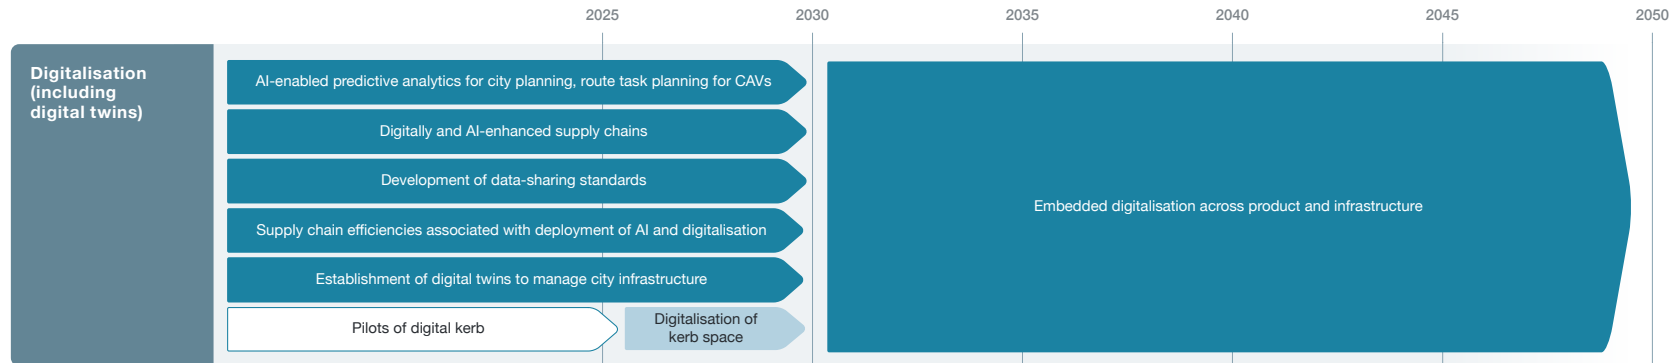 2025 2030 2035 2040 2045 2050
Digitalisation
(including
digital twins)
AI-enabled predictive analytics for city planning, route task planning for CAVs
Digitally and AI-enhanced supply chains
Development of data-sharing standards
Supply chain efficiencies associated with deployment of AI and digitalisation
Establishment of digital twins to manage city infrastructure
Pilots of digital kerb
Digitalisation of
kerb space
Embedded digitalisation across product and infrastructure